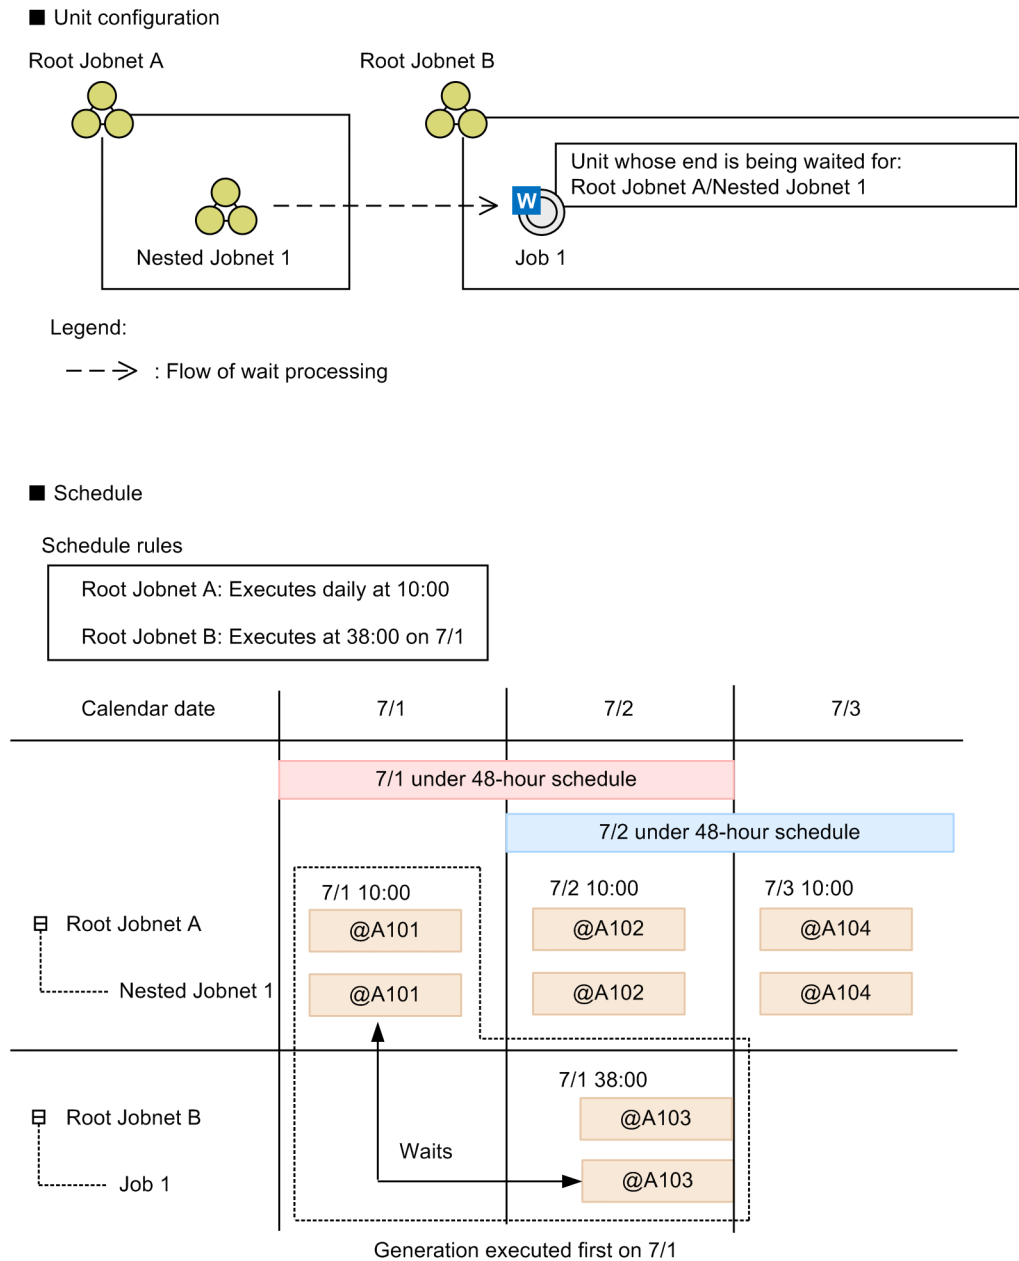 ■ Unit configuration
Root Jobnet A
Root Jobnet B
Unit whose end is being waited for:
Root Jobnet A/Nested Jobnet 1
W
Nested Jobnet 1
Job 1
Legend:
: Flow of wait processing
■ Schedule
Schedule rules
Root Jobnet A: Executes daily at 10:00
Root Jobnet B: Executes at 38:00 on 7/1
Calendar date
7/1
7/2
7/3
7/1 under 48-hour schedule
7/2 under 48-hour schedule
7/1 10:00
7/2 10:00
7/3 10:00
Root Jobnet A
@A101
@A102
@A104
Nested Jobnet 1
@A101
@A102
@A104
7/1 38:00
Root Jobnet B
@A103
Waits
Job 1
@A103
Generation executed first on 7/1